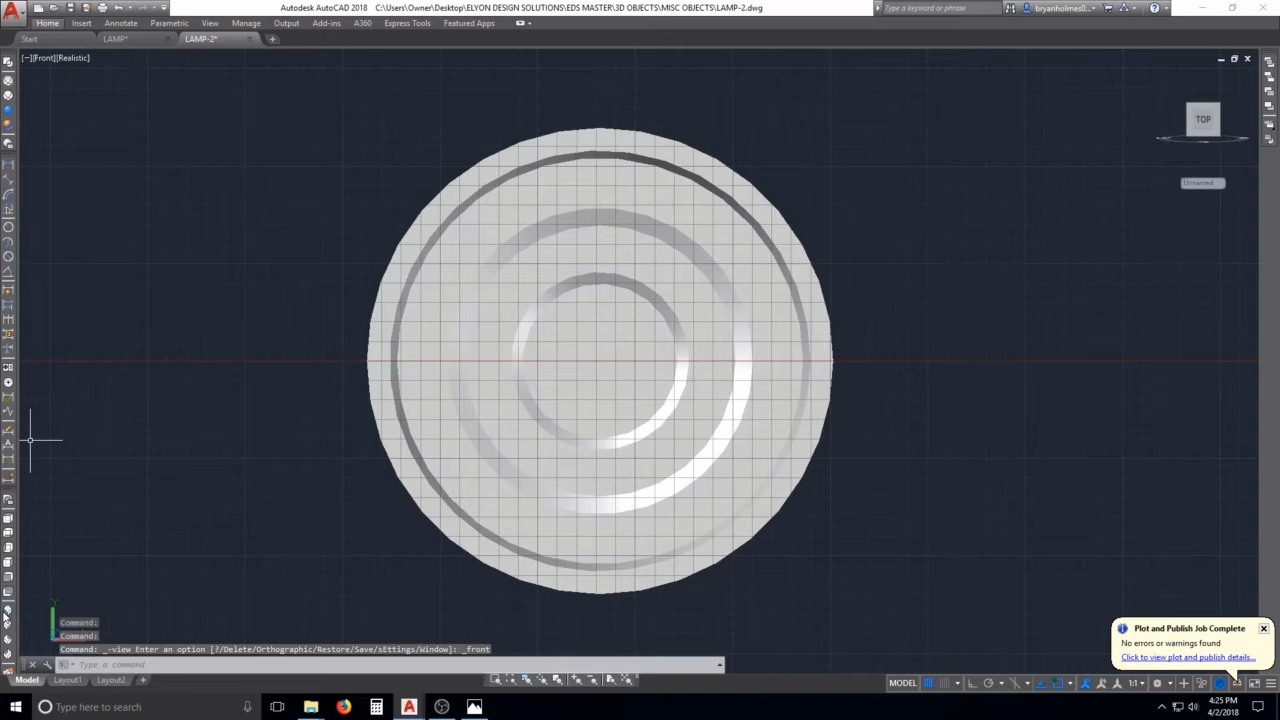 Autodesk AutoCAD 2018   C:\Users\Owner\Desktop\ELYON DESIGN SOLUTIONS\EDS MASTER\3D OBJECTS\MISC OBJECTS\LAMP-2.dwg
Type a keyword or phrase
bryanholmes0...
Home Insert Annotate Parametric View Manage Output Add-ins A360 Express Tools Featured Apps
Start LAMP* LAMP-2*
[−][Front][Realistic]
TOP
Unnamed
Y
Command:
Command:
Command: _-view Enter an option [?/Delete/Orthographic/Restore/Save/sEttings/Window]: _front
Type a command
Plot and Publish Job Complete
No errors or warnings found
Click to view plot and publish details...
Model Layout1 Layout2
MODEL
1:1
Type here to search
4:25 PM
4/2/2018